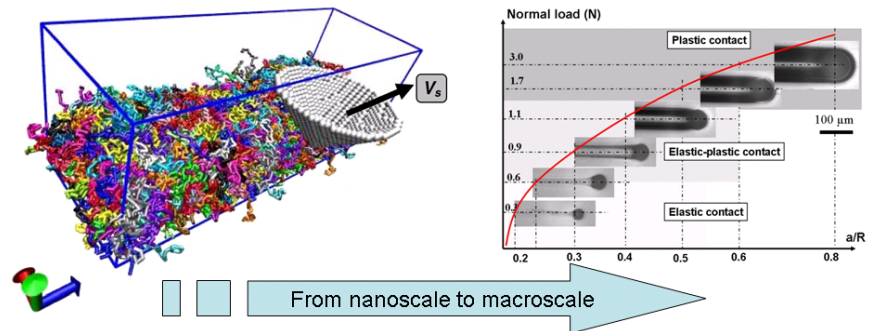 Vs
Normal load (N)
Plastic contact
3.0
1.7
1.1
0.9
0.6
100 µm
Elastic-plastic contact
Elastic contact
a/R
0.2 0.3 0.4 0.5 0.6 0.8
From nanoscale to macroscale